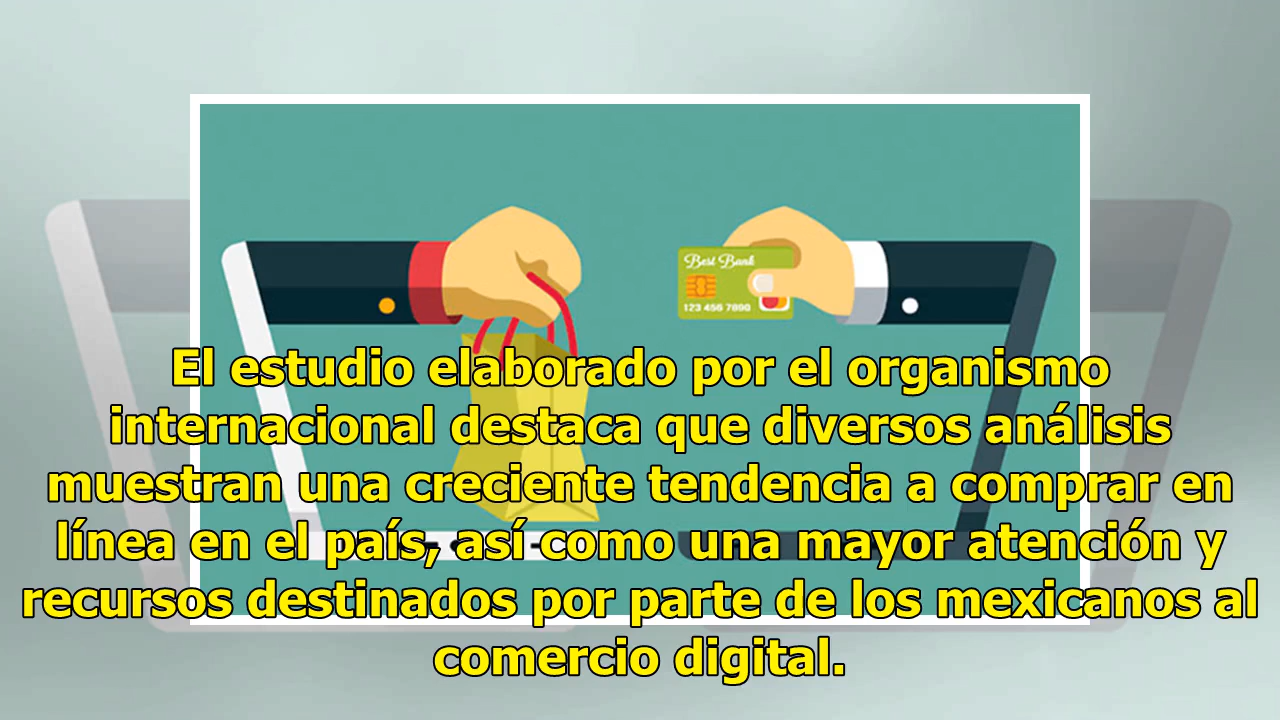 Best Bank
123 456 7890
El estudio elaborado por el organismo
internacional destaca que diversos análisis
muestran una creciente tendencia a comprar en
línea en el país, así como una mayor atención y
recursos destinados por parte de los mexicanos al
comercio digital.